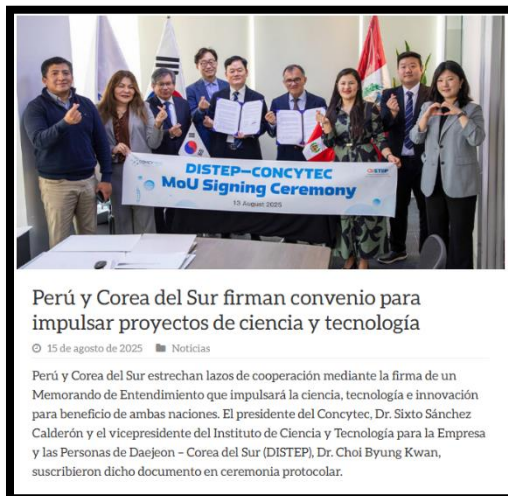 DISTEP–CONCYTEC
MoU Signing Ceremony
13 August 2025
Perú y Corea del Sur firman convenio para
impulsar proyectos de ciencia y tecnología
15 de agosto de 2025 Noticias
Perú y Corea del Sur estrechan lazos de cooperación mediante la firma de un
Memorando de Entendimiento que impulsará la ciencia, tecnología e innovación
para beneficio de ambas naciones. El presidente del Concytec, Dr. Sixto Sánchez
Calderón y el vicepresidente del Instituto de Ciencia y Tecnología para la Empresa
y las Personas de Daejeon – Corea del Sur (DISTEP), Dr. Choi Byung Kwan,
suscribieron dicho documento en ceremonia protocolar.